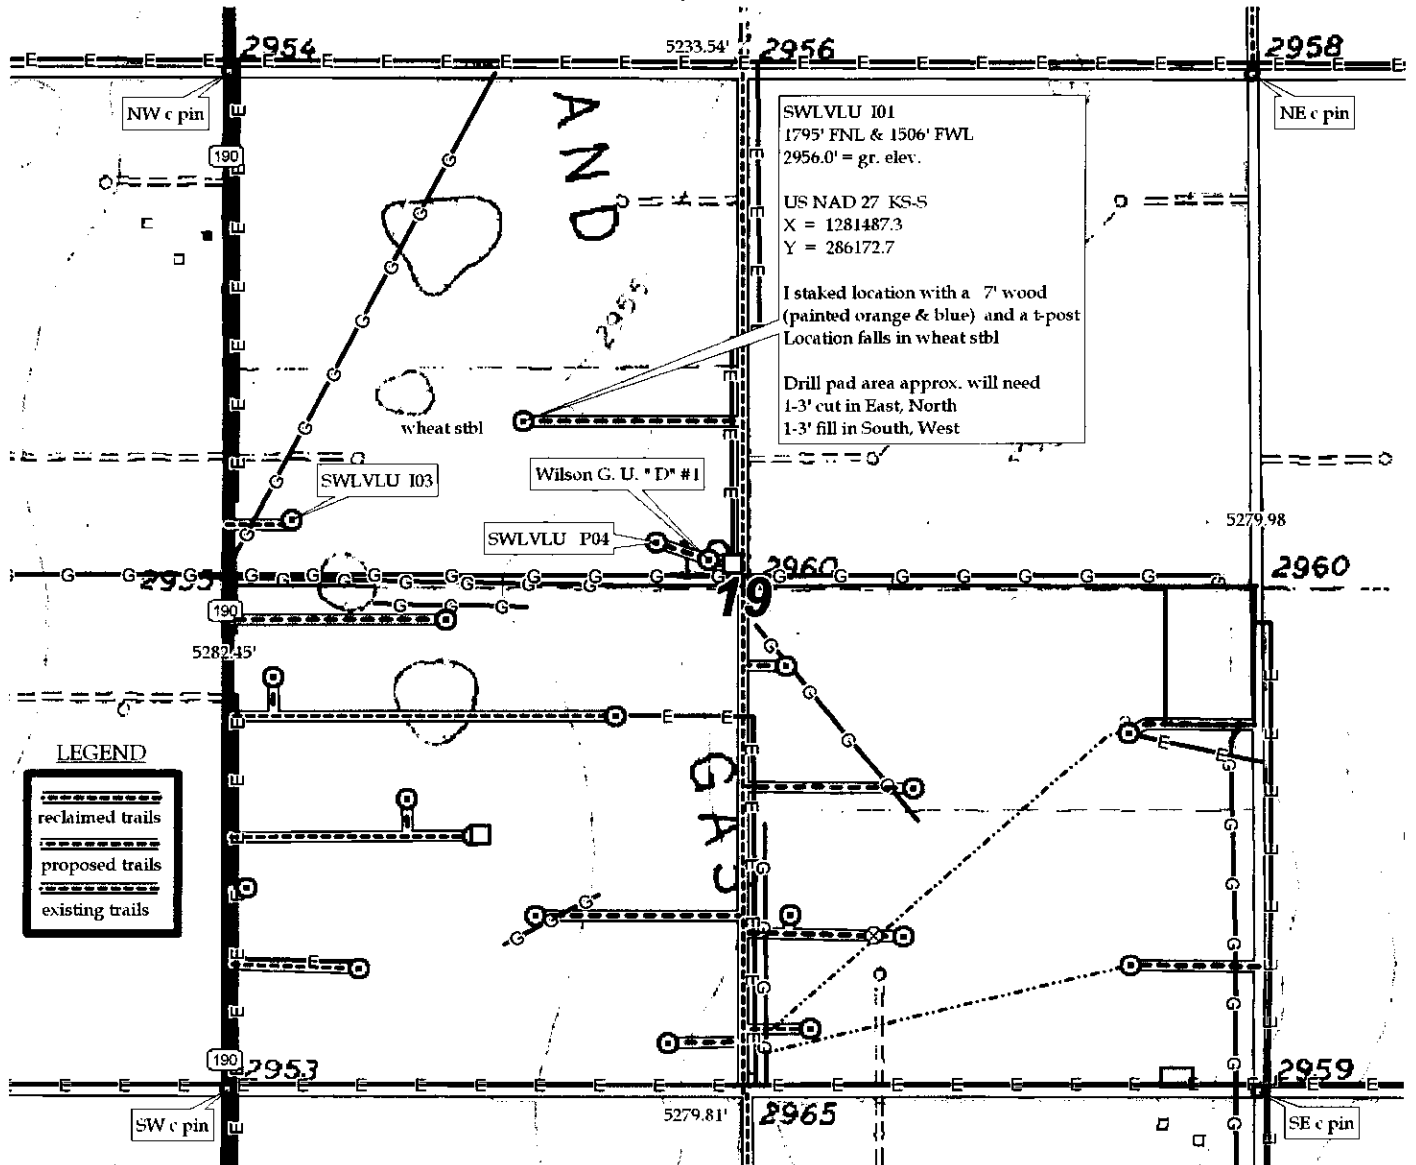 2954
5233.54'
2956
2958
NW c pin
NE c pin
190
AND
SWLVLU I01
1795' FNL & 1506' FWL
2956.0' = gr. elev.
US NAD 27 KS-S
X = 1281487.3
Y = 286172.7
I staked location with a 7' wood
(painted orange & blue) and a t-post
Location falls in wheat stbl
Drill pad area approx. will need
1-3' cut in East, North
1-3' fill in South, West
2955
wheat stbl
SWLVLU I03
Wilson G. U. "D" #1
SWLVLU P04
5279.98
2955
2960
2960
19
190
5282.45'
GAS
LEGEND
reclaimed trails
proposed trails
existing trails
190
2953
5279.81'
2965
2959
SW c pin
SE c pin